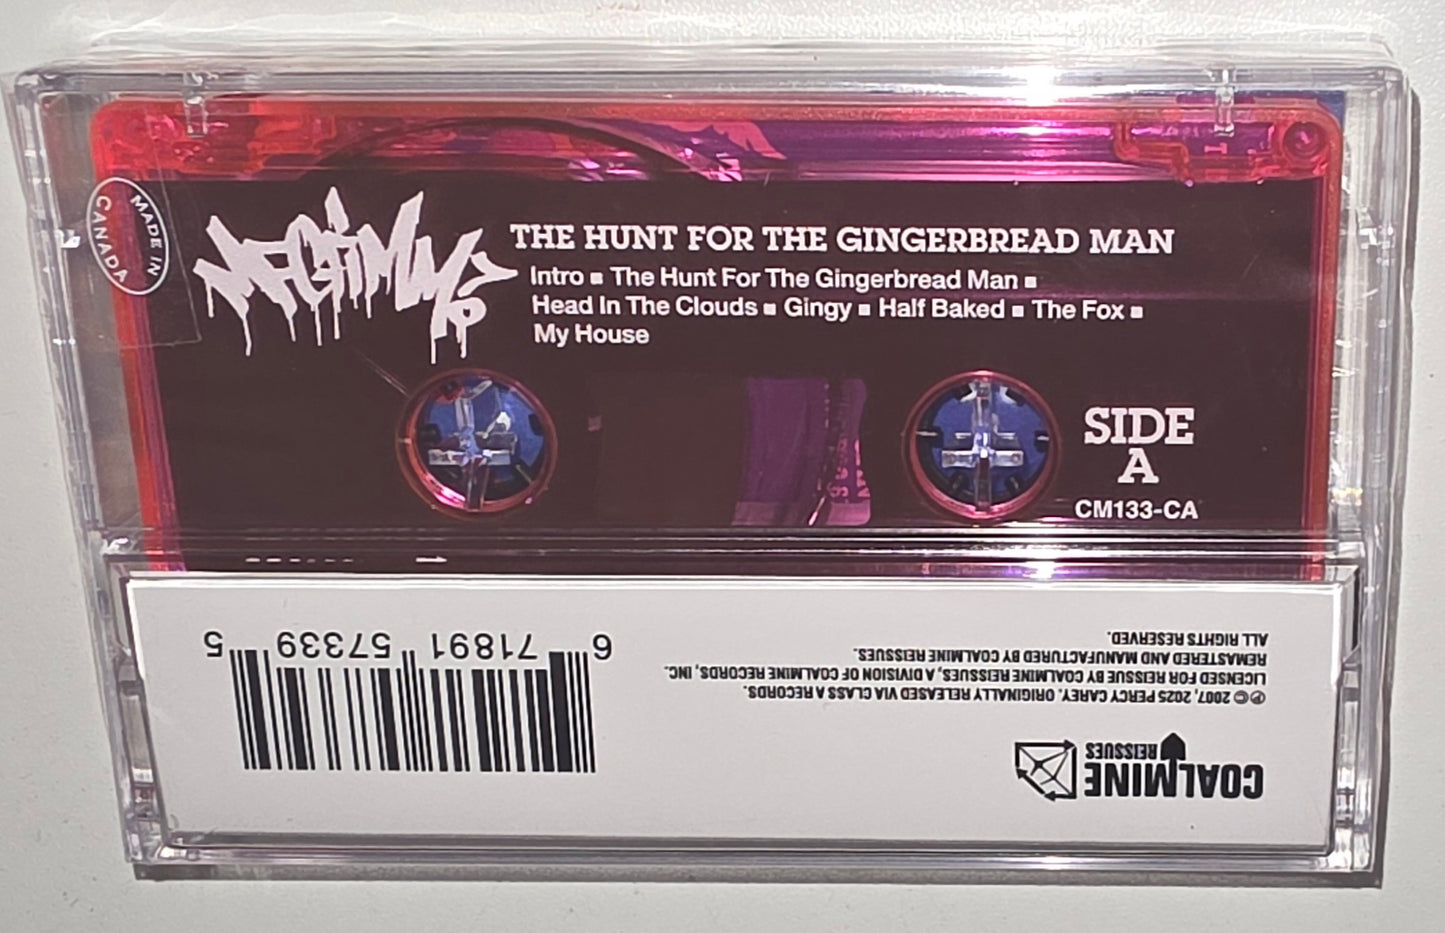 MADE IN
CANADA
MF GRIMM
THE HUNT FOR THE GINGERBREAD MAN
Intro ■ The Hunt For The Gingerbread Man ■
Head In The Clouds ■ Gingy ■ Half Baked ■ The Fox ■
My House
SIDE
A
CM133-CA
COALMINE
REISSUES
℗ © 2007, 2025 PERCY CAREY. ORIGINALLY RELEASED VIA CLASS A RECORDS.
LICENSED FOR REISSUE BY COALMINE REISSUES, A DIVISION OF COALMINE RECORDS, INC.
REMASTERED AND MANUFACTURED BY COALMINE REISSUES.
ALL RIGHTS RESERVED.
6 71891 57339 5